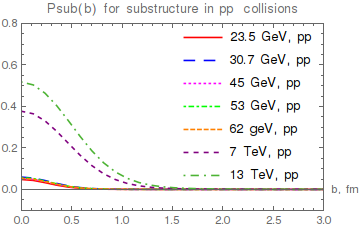 Psub(b) for substructure in pp collisions
0.8
0.6
0.4
0.2
0.0
23.5 GeV, pp
30.7 GeV, pp
45 GeV, pp
53 GeV, pp
62 geV, pp
7 TeV, pp
13 TeV, pp
b, fm
0.0 0.5 1.0 1.5 2.0 2.5 3.0